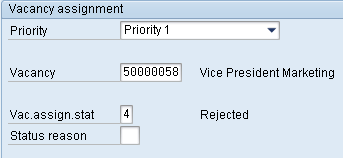 Vacancy assignment
Priority Priority 1
Vacancy 50000058 Vice President Marketing
Vac.assign.stat 4 Rejected
Status reason